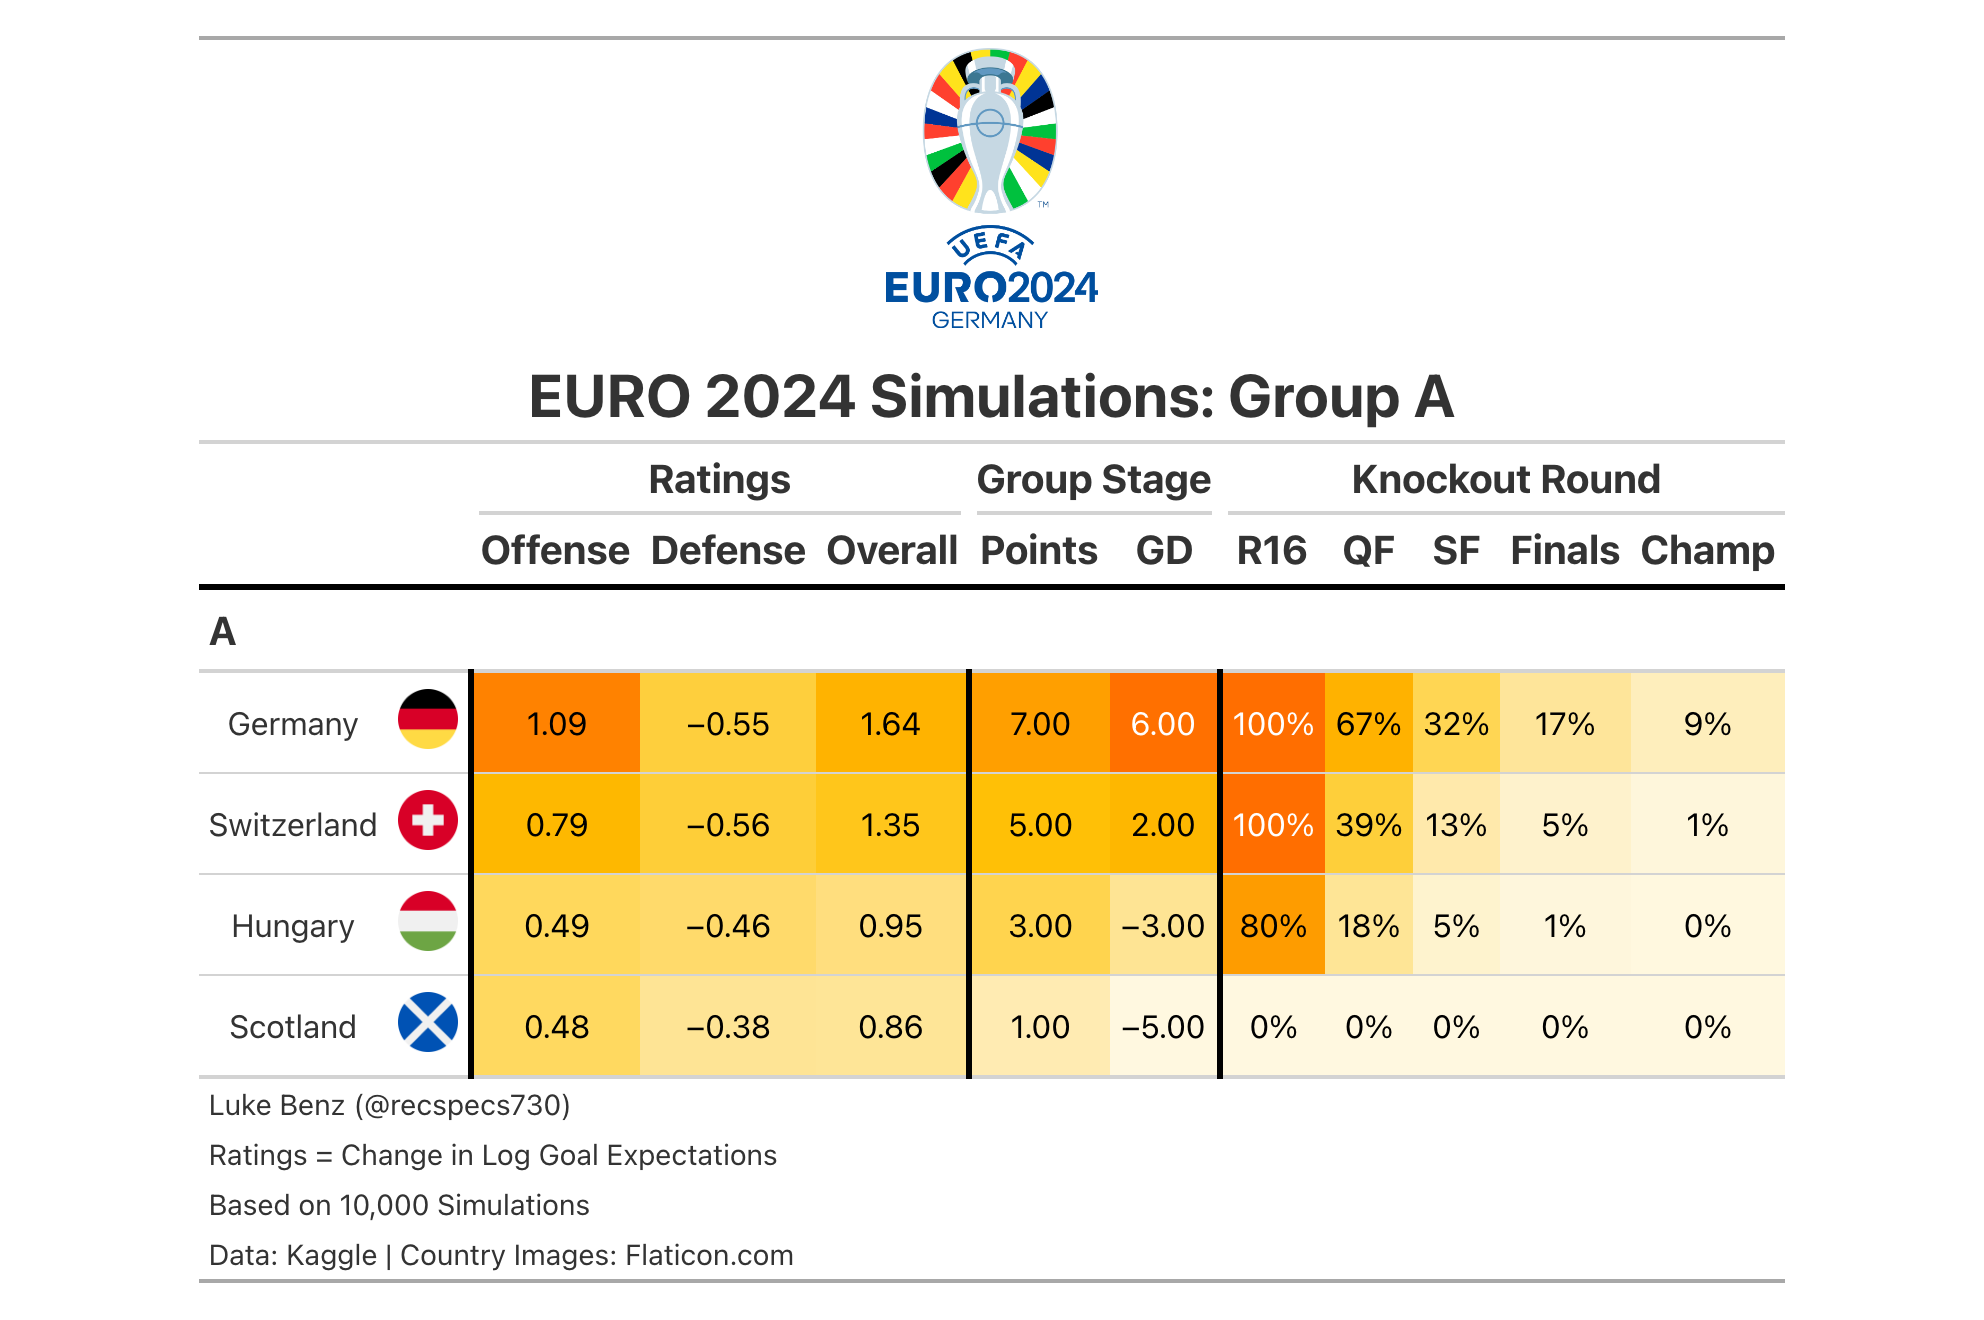 TM
UEFA
EURO2024
GERMANY
EURO 2024 Simulations: Group A
Ratings Group Stage Knockout Round
Offense Defense Overall Points GD R16 QF SF Finals Champ
A
Germany 1.09 −0.55 1.64 7.00 6.00 100% 67% 32% 17% 9%
Switzerland 0.79 −0.56 1.35 5.00 2.00 100% 39% 13% 5% 1%
Hungary 0.49 −0.46 0.95 3.00 −3.00 80% 18% 5% 1% 0%
Scotland 0.48 −0.38 0.86 1.00 −5.00 0% 0% 0% 0% 0%
Luke Benz (@recspecs730)
Ratings = Change in Log Goal Expectations
Based on 10,000 Simulations
Data: Kaggle | Country Images: Flaticon.com